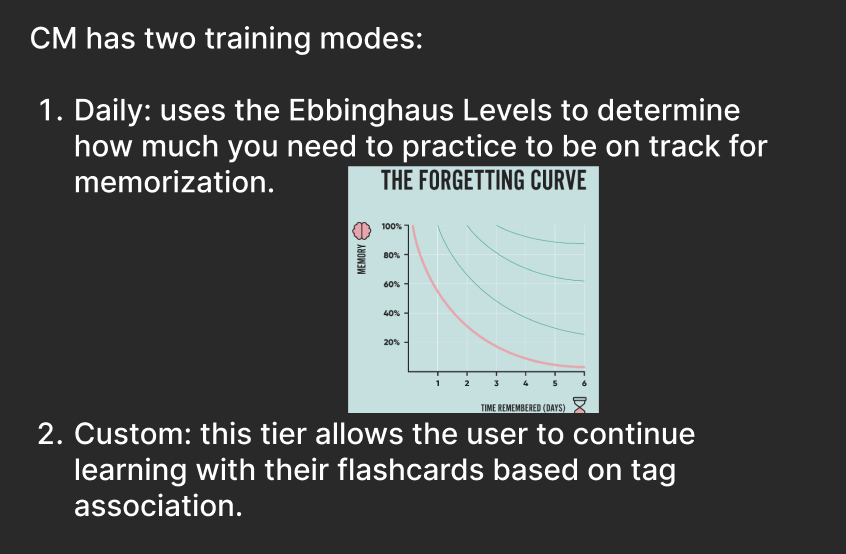 CM has two training modes:
1. Daily: uses the Ebbinghaus Levels to determine
how much you need to practice to be on track for
memorization.
THE FORGETTING CURVE
MEMORY
100%
80%
60%
40%
20%
1 2 3 4 5 6
TIME REMEMBERED (DAYS)
2. Custom: this tier allows the user to continue
learning with their flashcards based on tag
association.